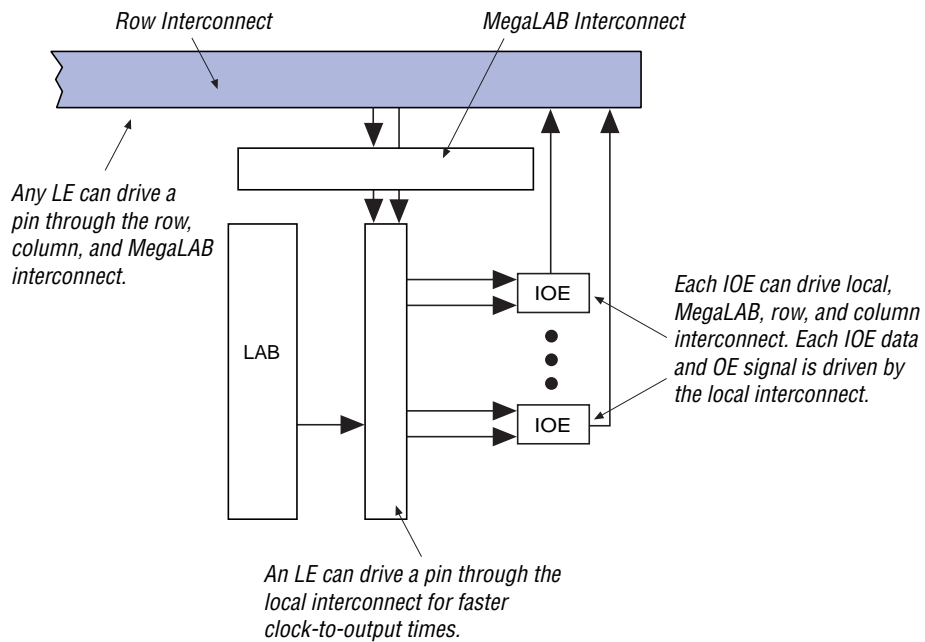 Row Interconnect
MegaLAB Interconnect
Any LE can drive a
pin through the row,
column, and MegaLAB
interconnect.
LAB
IOE
IOE
Each IOE can drive local,
MegaLAB, row, and column
interconnect. Each IOE data
and OE signal is driven by
the local interconnect.
An LE can drive a pin through the
local interconnect for faster
clock-to-output times.